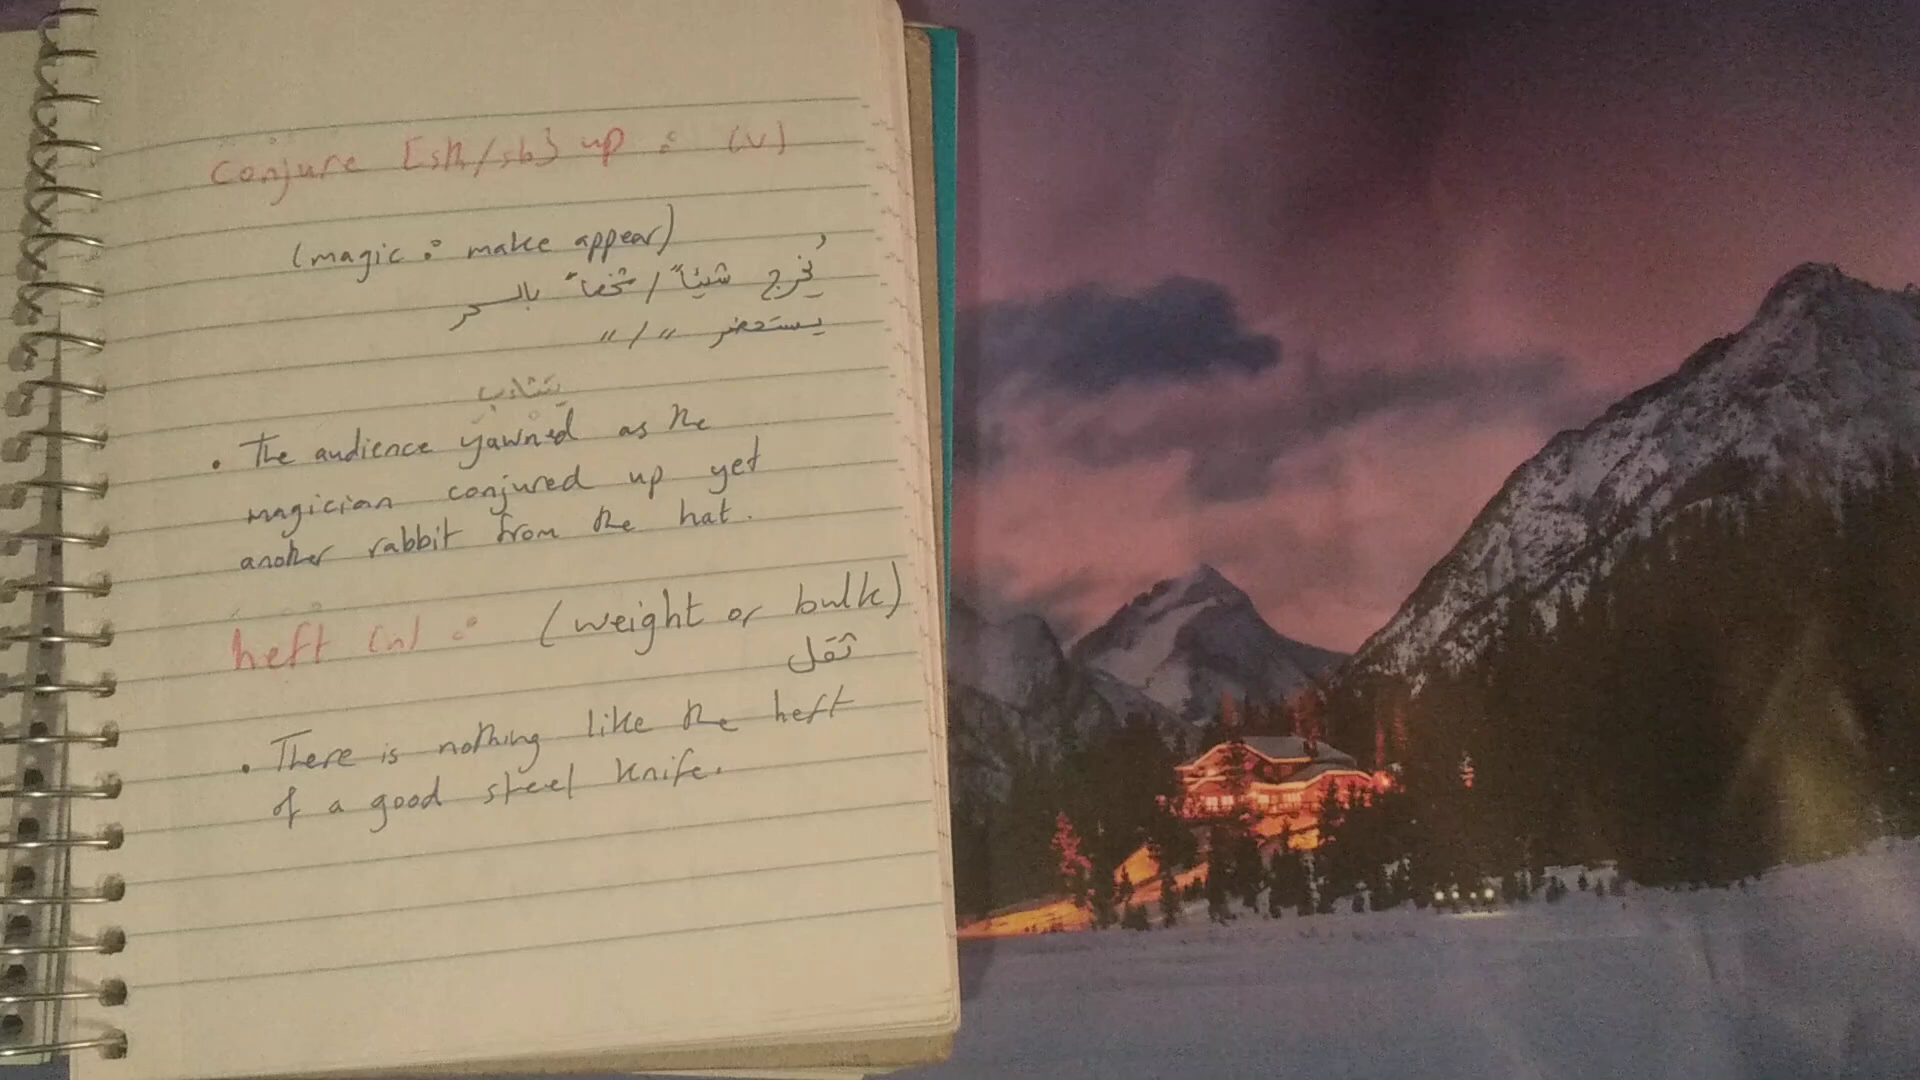 conjure [sth/sb] up : (v)
(magic : make appear)
يُخرج شيئاً / شخصاً بالسحر
يستحضر " / "
يتثاءب
• The audience yawned as the
magician conjured up yet
another rabbit from the hat.
heft (n) : (weight or bulk)
ثقل
• There is nothing like the heft
of a good steel knife.